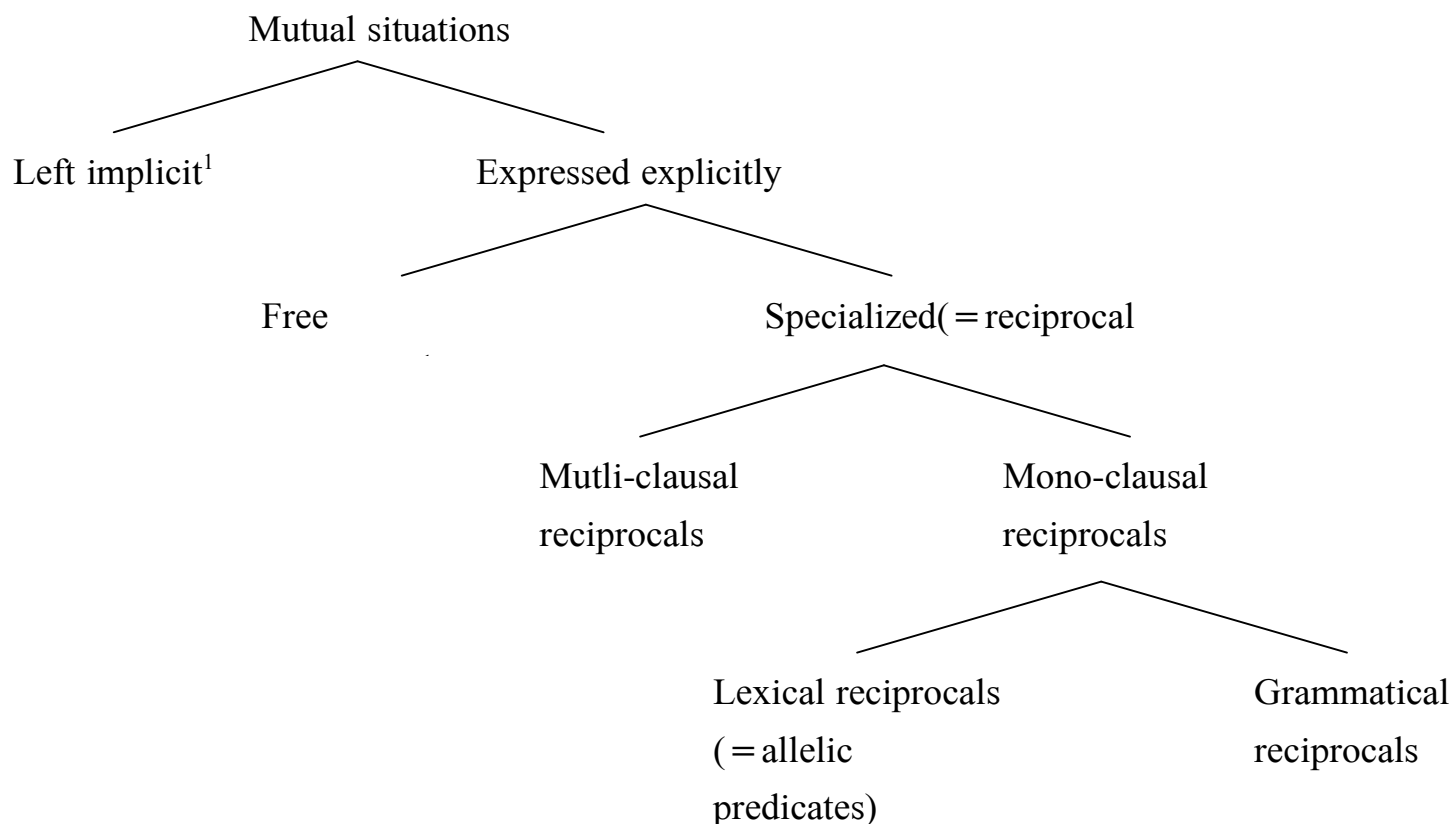 Mutual situations
Left implicit¹
Expressed explicitly
Free
Specialized(=reciprocal
Mutli-clausal
reciprocals
Mono-clausal
reciprocals
Lexical reciprocals
(=allelic
predicates)
Grammatical
reciprocals